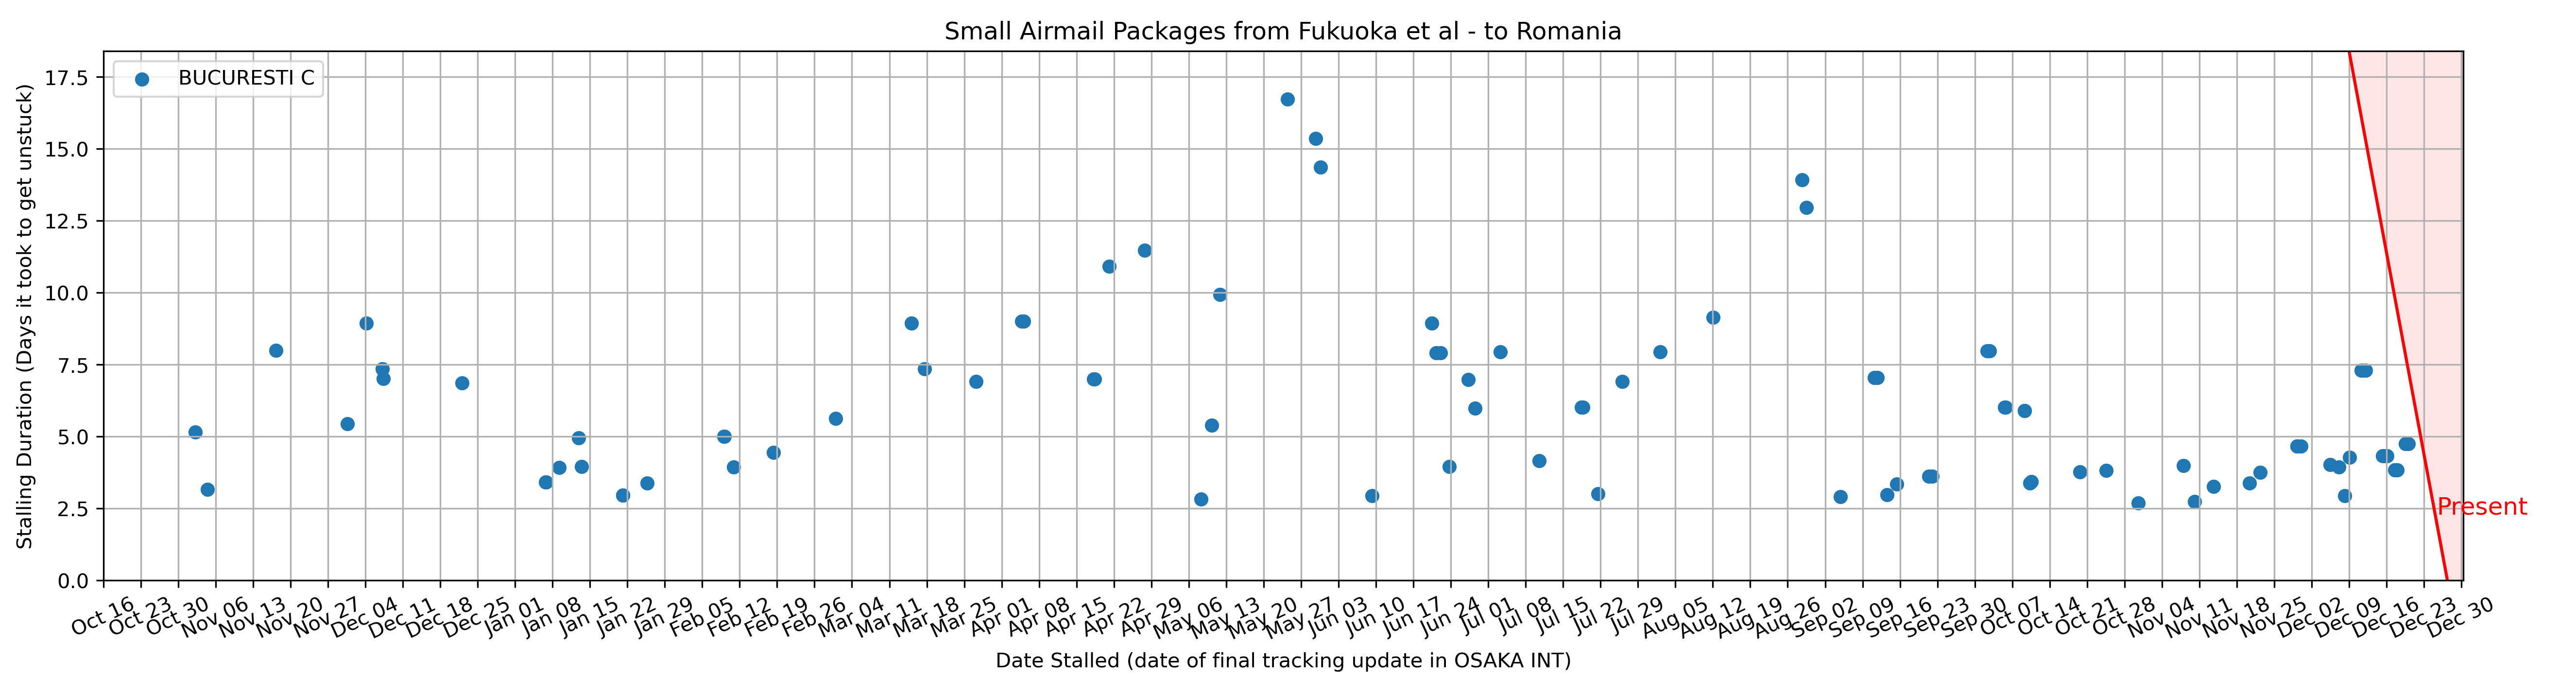 Small Airmail Packages from Fukuoka et al - to Romania
BUCURESTI C
Stalling Duration (Days it took to get unstuck)
17.5
15.0
12.5
10.0
7.5
5.0
2.5
0.0
Present
Oct 16
Oct 23
Oct 30
Nov 06
Nov 13
Nov 20
Nov 27
Dec 04
Dec 11
Dec 18
Dec 25
Jan 01
Jan 08
Jan 15
Jan 22
Jan 29
Feb 05
Feb 12
Feb 19
Feb 26
Mar 04
Mar 11
Mar 18
Mar 25
Apr 01
Apr 08
Apr 15
Apr 22
Apr 29
May 06
May 13
May 20
May 27
Jun 03
Jun 10
Jun 17
Jun 24
Jul 01
Jul 08
Jul 15
Jul 22
Jul 29
Aug 05
Aug 12
Aug 19
Aug 26
Sep 02
Sep 09
Sep 16
Sep 23
Sep 30
Oct 07
Oct 14
Oct 21
Oct 28
Nov 04
Nov 11
Nov 18
Nov 25
Dec 02
Dec 09
Dec 16
Dec 23
Dec 30
Date Stalled (date of final tracking update in OSAKA INT)